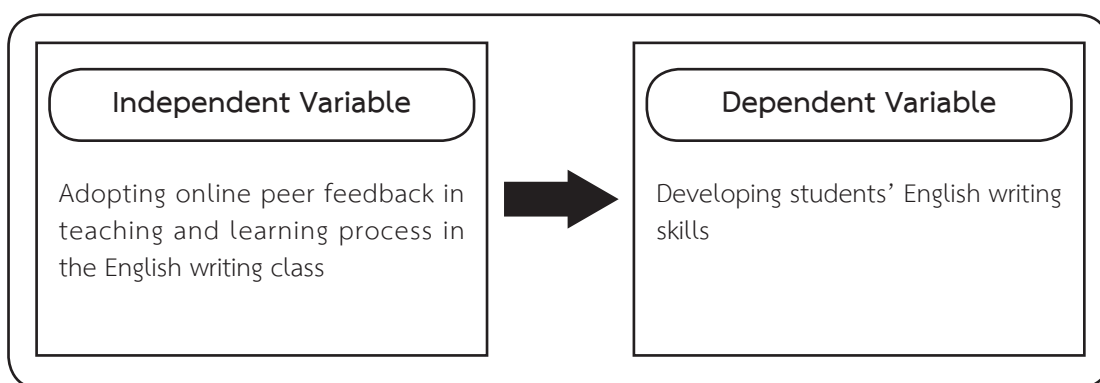 Independent Variable
Adopting online peer feedback in
teaching and learning process in
the English writing class
Dependent Variable
Developing students’ English writing
skills